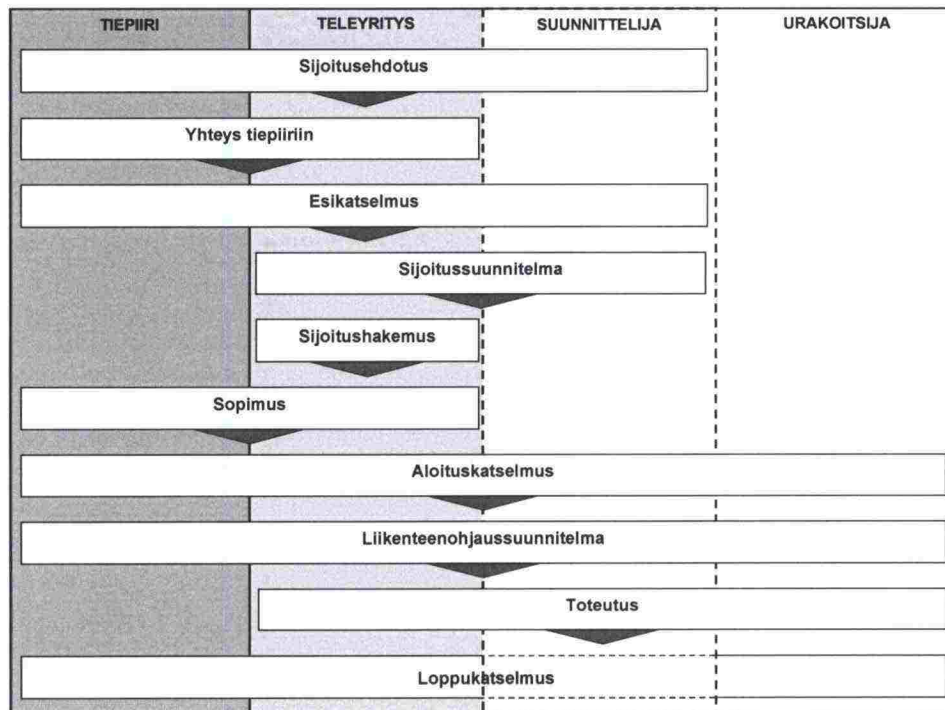 TIEPIIRI TELEYRITYS SUUNNITTELIJA URAKOITSIJA
Sijoitusehdotus
Yhteys tiepiiriin
Esikatselmus
Sijoitussuunnitelma
Sijoitushakemus
Sopimus
Aloituskatselmus
Liikenteenohjaussuunnitelma
Toteutus
Loppukatselmus